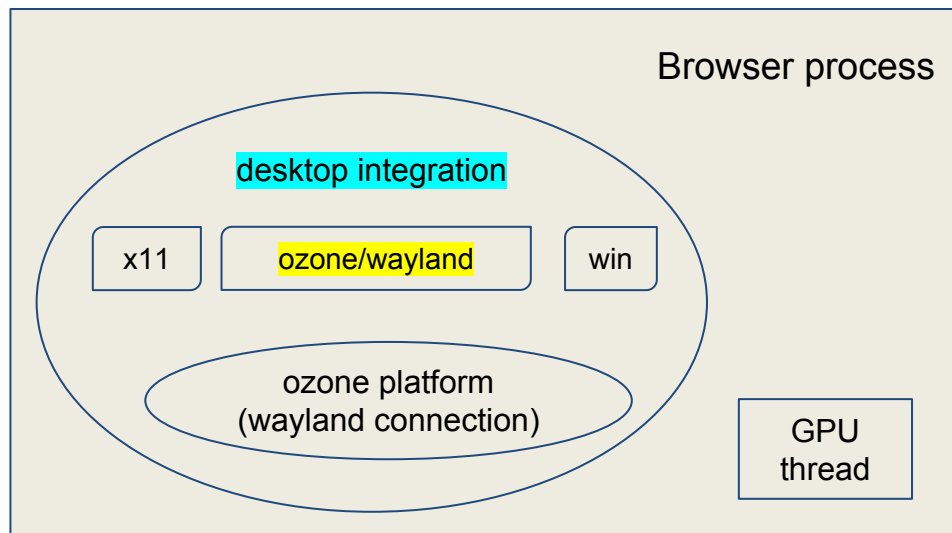 Browser process
desktop integration
x11
ozone/wayland
win
ozone platform
(wayland connection)
GPU
thread